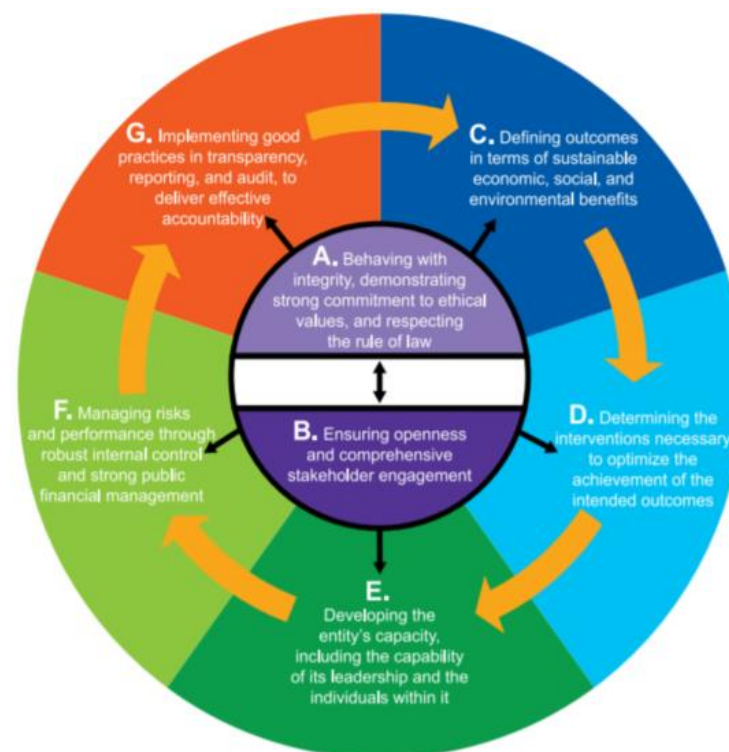 A. Behaving with
integrity, demonstrating
strong commitment to ethical
values, and respecting
the rule of law
B. Ensuring openness
and comprehensive
stakeholder engagement
C. Defining outcomes
in terms of sustainable
economic, social, and
environmental benefits
D. Determining the
interventions necessary
to optimize the
achievement of the
intended outcomes
E.
Developing the
entity's capacity,
including the capability
of its leadership and the
individuals within it
F. Managing risks
and performance through
robust internal control
and strong public
financial management
G. Implementing good
practices in transparency,
reporting, and audit, to
deliver effective
accountability